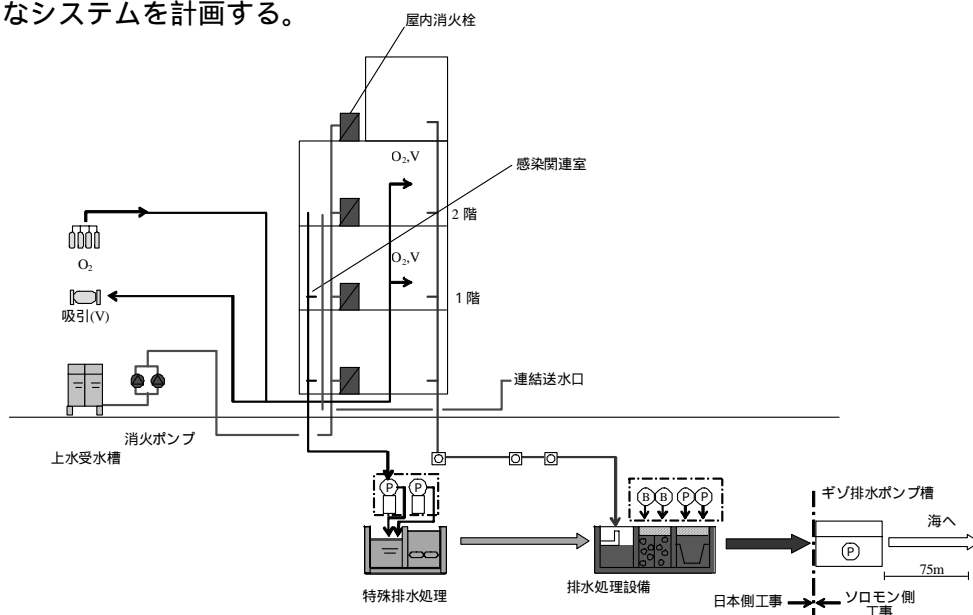 なシステムを計画する。
屋内消火栓
O₂,V
感染関連室
2 階
O₂
O₂,V
1 階
吸引(V)
連結送水口
消火ポンプ
上水受水槽
P P
B B P P
ギゾ排水ポンプ槽
海へ
P
75m
特殊排水処理
排水処理設備
日本側工事
ソロモン側
工事